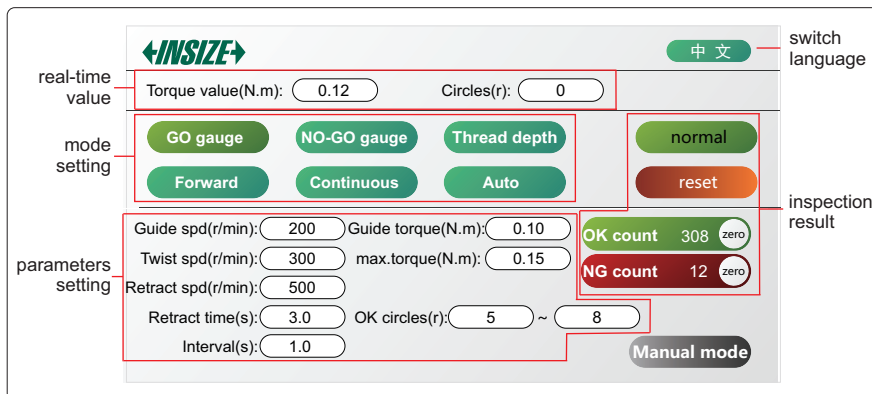 INSIZE
中 文
switch
language
real-time
value
Torque value(N.m): 0.12 Circles(r): 0
mode
setting
GO gauge NO-GO gauge Thread depth normal
Forward Continuous Auto reset
inspection
result
parameters
setting
Guide spd(r/min): 200 Guide torque(N.m): 0.10 OK count 308 zero
Twist spd(r/min): 300 max.torque(N.m): 0.15 NG count 12 zero
Retract spd(r/min): 500
Retract time(s): 3.0 OK circles(r): 5 ~ 8
Interval(s): 1.0 Manual mode